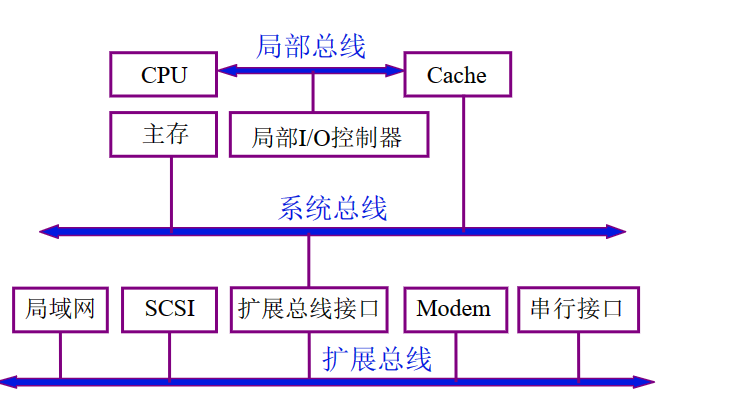 局部总线
CPU
Cache
主存
局部I/O控制器
系统总线
局域网
SCSI
扩展总线接口
Modem
串行接口
扩展总线